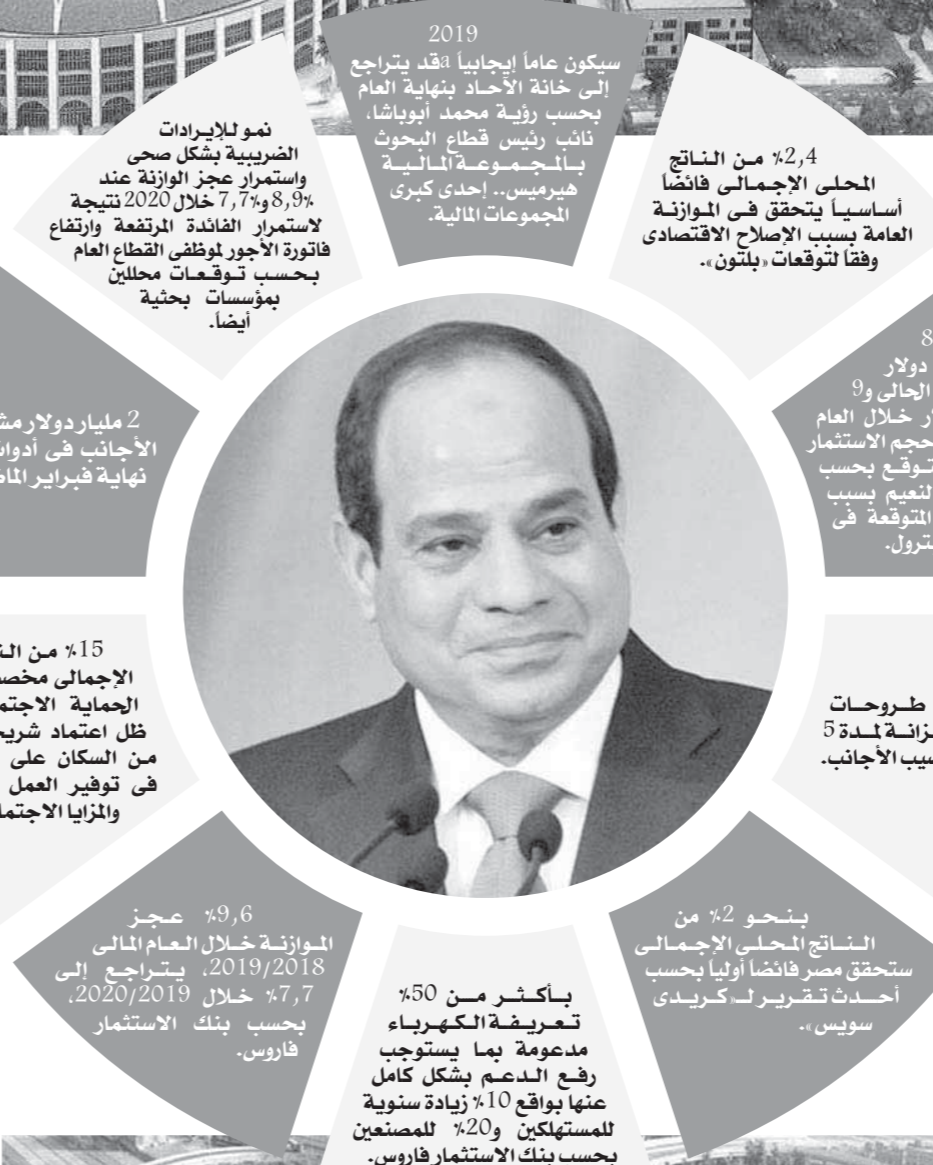 2019
سيكون عاماً إيجابياً aقد يتراجع
إلى خانة الآحاد بنهاية العام
بحسب رؤية محمد أبوباشا،
نائب رئيس قطاع البحوث
بالمجموعة المالية
هيرميس.. إحدى كبرى
المجموعات المالية.
2,4٪ من الناتج
المحلى الإجمالى فائضاً
أساسياً يتحقق فى الموازنة
العامة بسبب الإصلاح الاقتصادى
وفقاً لتوقعات «بلتون».
8
دولار
الحالى و9
ر خلال العام
حجم الاستثمار
توقع بحسب
لنعيم بسبب
المتوقعة فى
ترول.
طروحات
زانة لمدة 5
سيب الأجانب.
بنحو 2٪ من
الناتج المحلى الإجمالى
ستحقق مصر فائضاً أولياً بحسب
أحدث تقرير لـ«كريدى
سويس».
بأكثر من 50٪
تعريفة الكهرباء
مدعومة بما يستوجب
رفع الدعم بشكل كامل
عنها بواقع 10٪ زيادة سنوية
للمستهلكين و20٪ للمصنعين
بحسب بنك الاستثمار فاروس.
9,6٪ عجز
الموازنة خلال العام المالى
2019/2018، يتراجع إلى
7,7٪ خلال 2020/2019،
بحسب بنك الاستثمار
فاروس.
15٪ من الن
الإجمالى مخص
الحماية الاجتم
ظل اعتماد شريح
من السكان على
فى توفير العمل
والمزايا الاجتما
2 مليار دولار مش
الأجانب فى أدوا
نهاية فبراير الما
نمو للإيرادات
الضريبية بشكل صحى
واستمرار عجز الوازنة عند
8,9٪ و7,7٪ خلال 2020 نتيجة
لاستمرار الفائدة المرتفعة وارتفاع
فاتورة الأجور لموظفى القطاع العام
بحسب توقعات محللين
بمؤسسات بحثية
أيضاً.